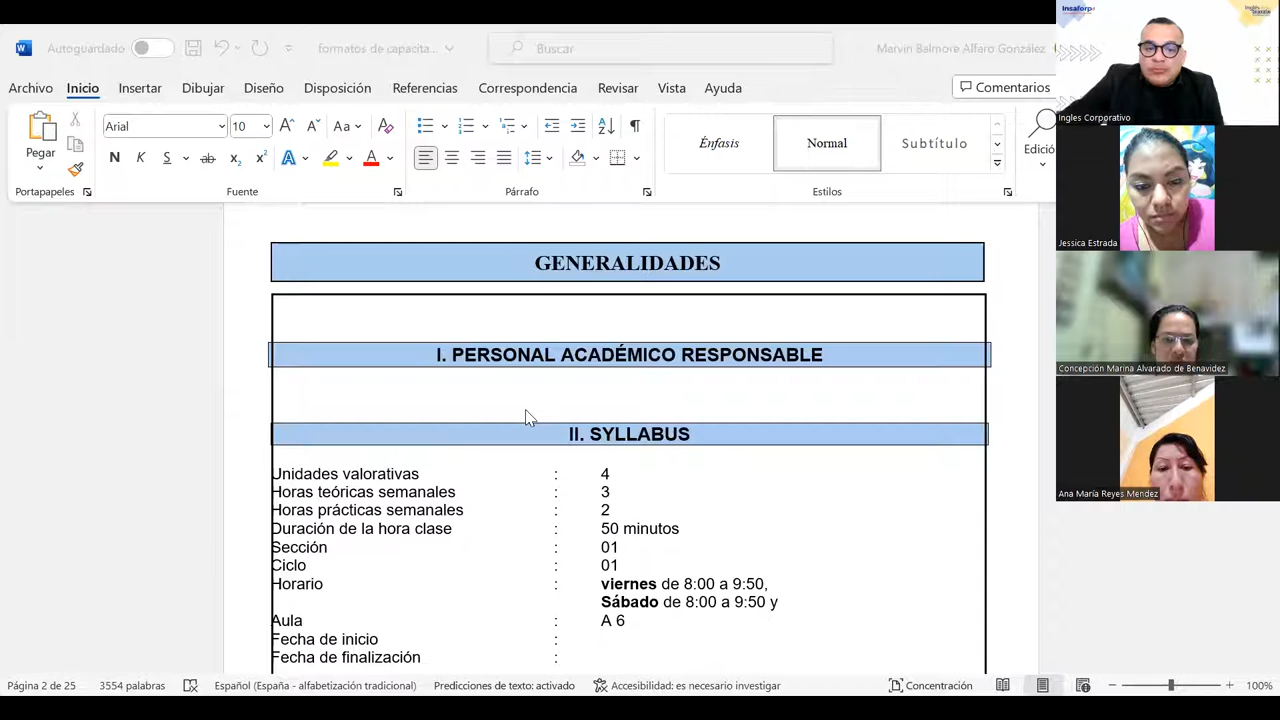 Autoguardado
formatos de capacita...
Buscar
Marvin Balmore Alfaro González
Archivo Inicio Insertar Dibujar Diseño Disposición Referencias Correspondencia Revisar Vista Ayuda
Comentarios
Pegar
Arial
10
Énfasis
Normal
Subtítulo
Edició
Portapapeles
Fuente
Párrafo
Estilos
GENERALIDADES
I. PERSONAL ACADÉMICO RESPONSABLE
II. SYLLABUS
Unidades valorativas : 4
Horas teóricas semanales : 3
Horas prácticas semanales : 2
Duración de la hora clase : 50 minutos
Sección : 01
Ciclo : 01
Horario : viernes de 8:00 a 9:50,
Sábado de 8:00 a 9:50 y
Aula : A 6
Fecha de inicio :
Fecha de finalización :
Página 2 de 25
3554 palabras
Español (España - alfabetización tradicional)
Predicciones de texto: activado
Accesibilidad: es necesario investigar
Concentración
100%
Insaforp
Ingles Corporativo
Jessica Estrada
Concepción Marina Alvarado de Benavidez
Ana María Reyes Mendez